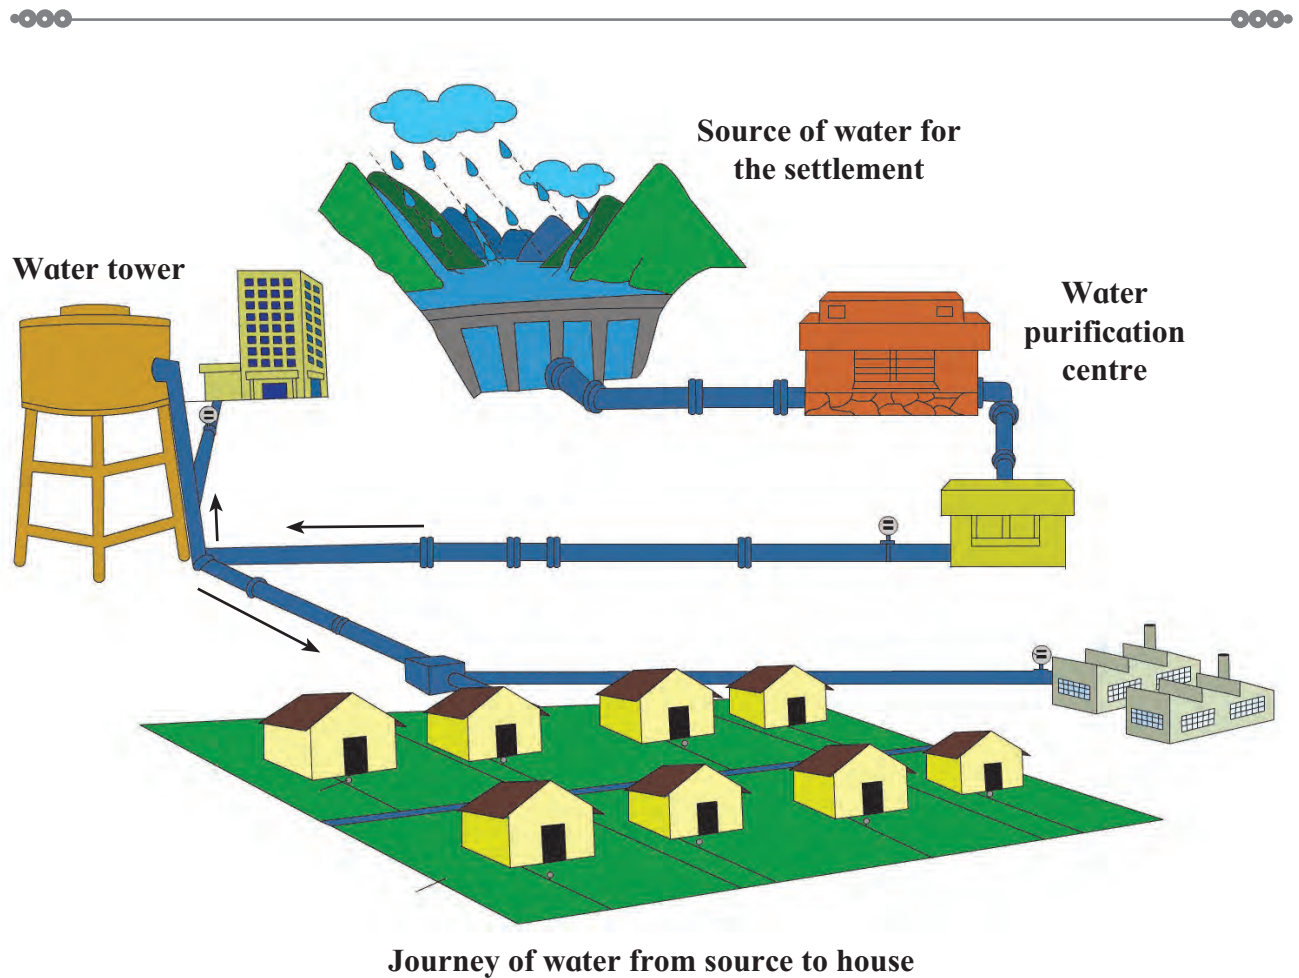 Source of water for
the settlement
Water tower
Water
purification
centre
Journey of water from source to house